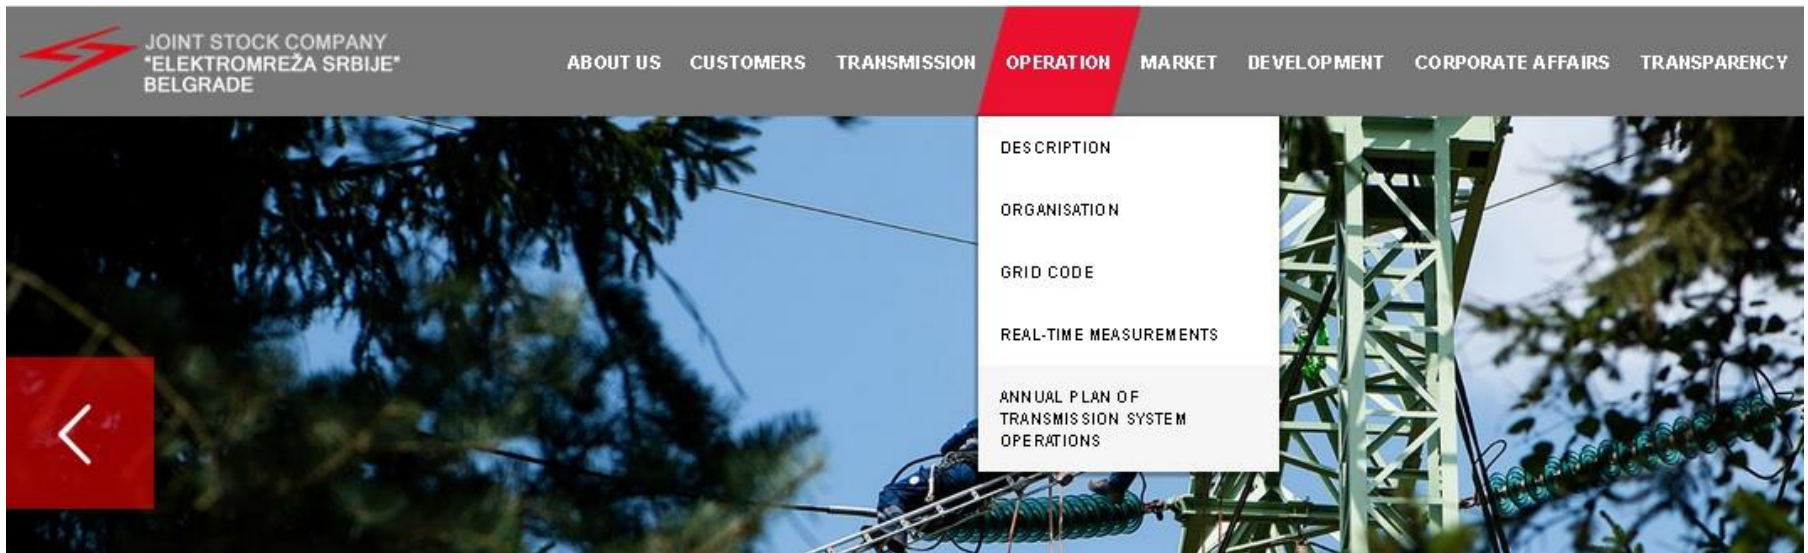 JOINT STOCK COMPANY
"ELEKTROMREŽA SRBIJE"
BELGRADE
ABOUT US CUSTOMERS TRANSMISSION OPERATION MARKET DEVELOPMENT CORPORATE AFFAIRS TRANSPARENCY
DESCRIPTION
ORGANISATION
GRID CODE
REAL-TIME MEASUREMENTS
ANNUAL PLAN OF
TRANSMISSION SYSTEM
OPERATIONS